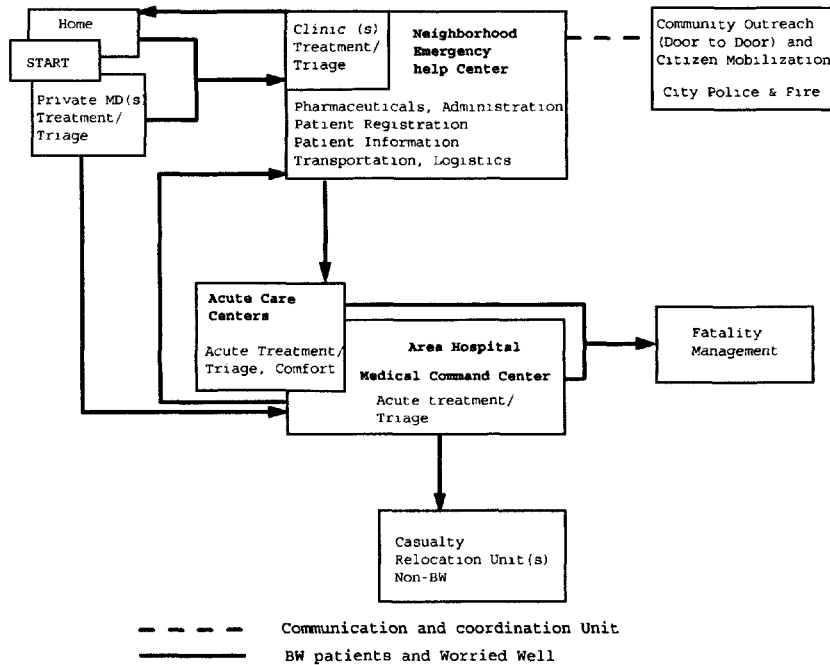 Home
START
Private MD(s)
Treatment/
Triage
Clinic (s)
Treatment/
Triage
Neighborhood
Emergency
help Center
Pharmaceuticals, Administration
Patient Registration
Patient Information
Transportation, Logistics
Community Outreach
(Door to Door) and
Citizen Mobilization
City Police & Fire
Acute Care
Centers
Acute Treatment/
Triage, Comfort
Area Hospital
Medical Command Center
Acute treatment/
Triage
Fatality
Management
Casualty
Relocation Unit(s)
Non-BW
Communication and coordination Unit
BW patients and Worried Well